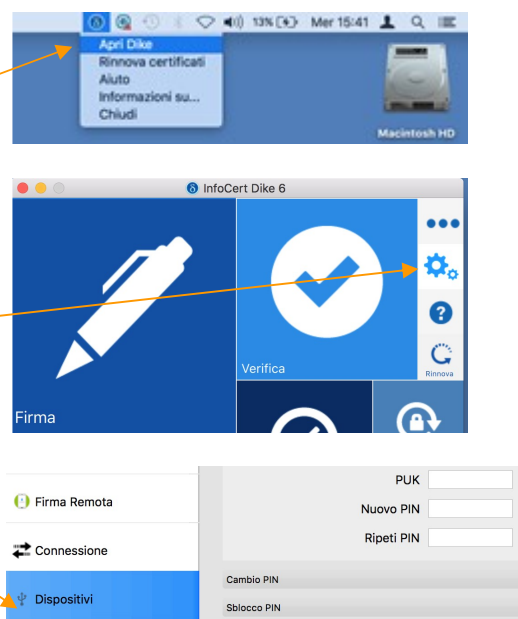 13% Mer 15:41
Apri Dike
Rinnova certificati
Aiuto
Informazioni su...
Chiudi
Macintosh HD
InfoCert Dike 6
Verifica
Rinnova
Firma
PUK
Firma Remota
Nuovo PIN
Ripeti PIN
Connessione
Cambio PIN
Dispositivi
Sblocco PIN